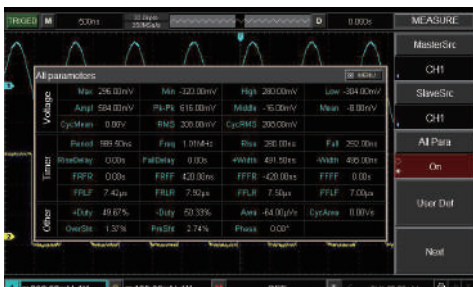 TRIGED M 500ns D 0.000s MEASURE
MasterSrc
CH1
SlaveSrc
CH1
All Para
On
User Def
Next
All parameters MENU
Voltage
Max 296.00mV Min -320.00mV High 280.00mV Low -304.00mV
Ampl 584.00mV Pk-Pk 616.00mV Middle -16.00mV Mean -8.00mV
CycMean 0.00V RMS 206.00mV CycRMS 206.00mV
Timer
Period 989.50ns Freq 1.01MHz Rise 280.00ns Fall 292.00ns
RiseDelay 0.00s FallDelay 0.00s +Width 491.50ns -Width 498.00ns
FRFR 0.00s FRFF 420.00ns FFFR -420.00ns FFFF 0.00s
FRLF 7.42μs FRLR 7.92μs FFLR 7.50μs FFLF 7.00μs
Other
+Duty 49.67% -Duty 50.33% Area -64.00μVs CycArea 0.00Vs
OverSht 1.37% PreSht 2.74% Phase 0.00°